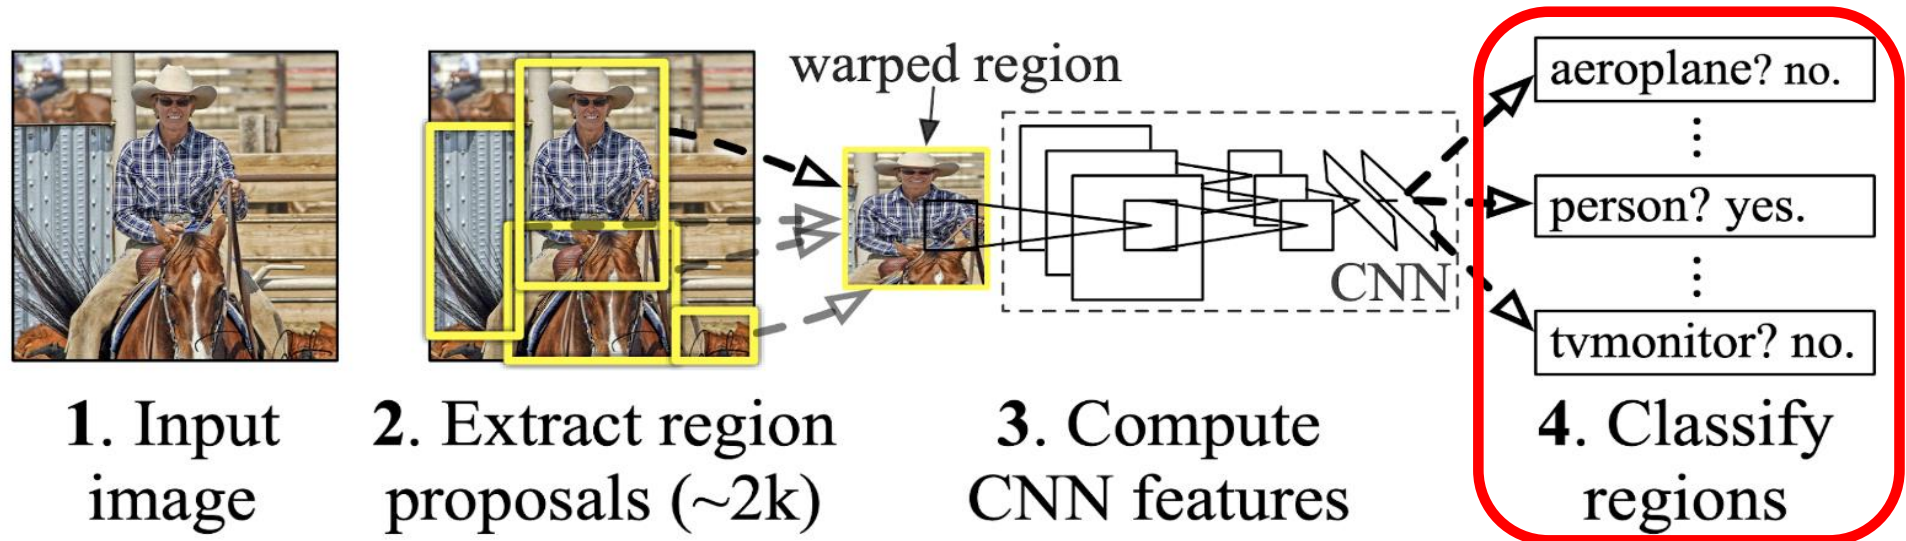 warped region
aeroplane? no.
person? yes.
CNN
tvmonitor? no.
1. Input
image
2. Extract region
proposals (~2k)
3. Compute
CNN features
4. Classify
regions